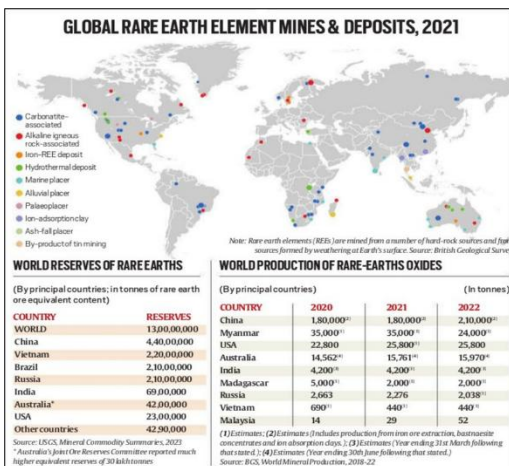 GLOBAL RARE EARTH ELEMENT MINES & DEPOSITS, 2021
Carbonatite-
associated
Alkaline igneous
rock-associated
Iron-REE deposit
Hydrothermal deposit
Marine placer
Alluvial placer
Palaeoplacer
Ion-adsorption clay
Ash-fall placer
By-product of tin mining
Note: Rare earth elements (REEs) are mined from a number of hard-rock sources and
sources formed by weathering at Earth's surface. Source: British Geological Surve
WORLD RESERVES OF RARE EARTHS
(By principal countries; in tonnes of rare earth
ore equivalent content)
COUNTRY RESERVES
WORLD 13,00,00,000
China 4,40,00,000
Vietnam 2,20,00,000
Brazil 2,10,00,000
Russia 2,10,00,000
India 69,00,000
Australia* 42,00,000
USA 23,00,000
Other countries 42,90,000
Source: USGS, Mineral Commodity Summaries, 2023
*Australia's Joint Ore Reserves Committee reported much
higher equivalent reserves of 30 lakh tonnes
WORLD PRODUCTION OF RARE-EARTHS OXIDES
(By principal countries) (In tonnes)
COUNTRY 2020 2021 2022
China 1,80,000 1,80,000 2,10,000
Myanmar 35,000 35,000 24,000
USA 22,800 25,800 25,800
Australia 14,562 15,761 15,970
India 4,200 4,200 4,200
Madagascar 5,000 2,000 2,000
Russia 2,663 2,276 2,038
Vietnam 690 440 440
Malaysia 14 29 52
(1) Estimates; (2) Estimates (Includes production from iron ore extraction, bastnaesite
concentrates and ion absorption clays.); (3) Estimates (Year ending 31st March following
that stated.); (4) Estimates (Year ending 30th June following that stated.)
Source: BGS, World Mineral Production, 2018-22